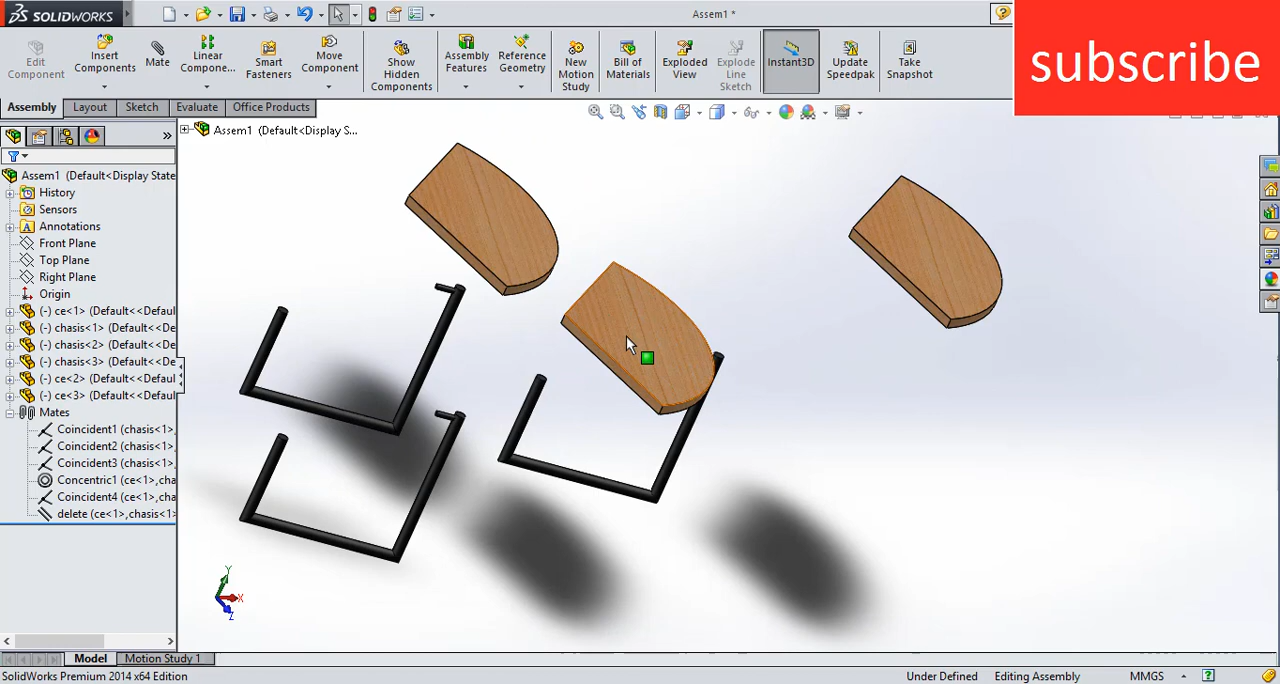 SOLIDWORKS
Assem1 *
subscribe
Edit Component
Insert Components
Mate
Linear Compone...
Smart Fasteners
Move Component
Show Hidden Components
Assembly Features
Reference Geometry
New Motion Study
Bill of Materials
Exploded View
Explode Line Sketch
Instant3D
Update Speedpak
Take Snapshot
Assembly
Layout
Sketch
Evaluate
Office Products
Assem1 (Default<Display S...
Assem1 (Default<Display State
History
Sensors
Annotations
Front Plane
Top Plane
Right Plane
Origin
(-) ce<1> (Default<<Defaul
(-) chasis<1> (Default<<De
(-) chasis<2> (Default<<De
(-) chasis<3> (Default<<De
(-) ce<2> (Default<<Defaul
(-) ce<3> (Default<<Defaul
Mates
Coincident1 (chasis<1>,
Coincident2 (chasis<1>,
Coincident3 (chasis<1>,
Concentric1 (ce<1>,cha
Coincident4 (ce<1>,cha
delete (ce<1>,chasis<1>
Y
X
Z
Model
Motion Study 1
SolidWorks Premium 2014 x64 Edition
Under Defined
Editing Assembly
MMGS